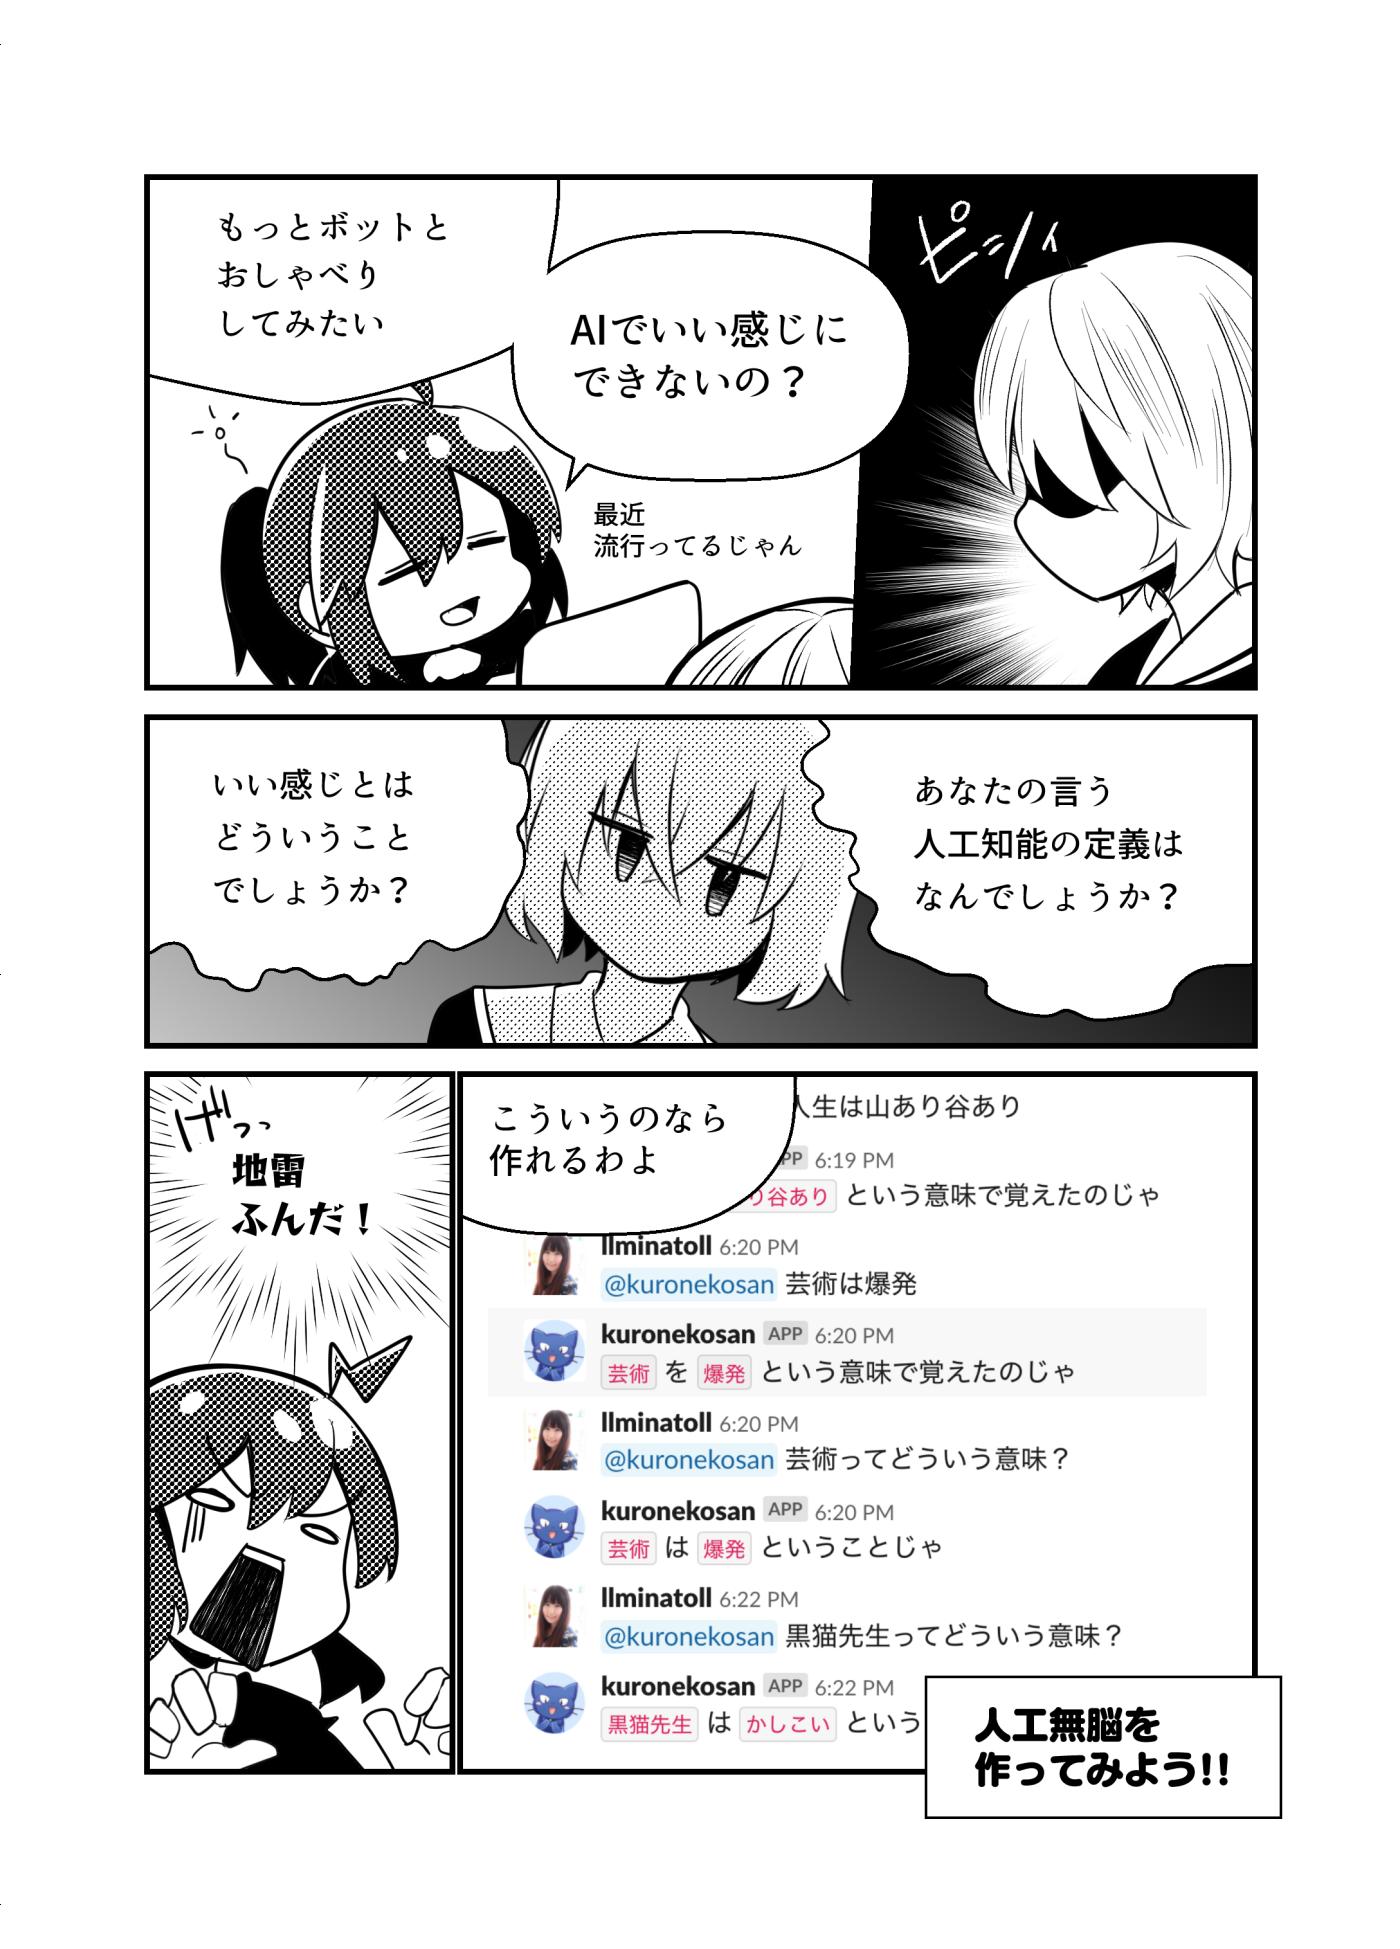 もっとボットと
おしゃべり
してみたい
AIでいい感じに
できないの？
最近
流行ってるじゃん
ピシィ
いい感じとは
どういうこと
でしょうか？
あなたの言う
人工知能の定義は
なんでしょうか？
げっっ
地雷
ふんだ！
こういうのなら
作れるわよ
人生は山あり谷あり
APP 6:19 PM
り谷あり という意味で覚えたのじゃ
llminatoll 6:20 PM
@kuronekosan 芸術は爆発
kuronekosan APP 6:20 PM
芸術 を 爆発 という意味で覚えたのじゃ
llminatoll 6:20 PM
@kuronekosan 芸術ってどういう意味？
kuronekosan APP 6:20 PM
芸術 は 爆発 ということじゃ
llminatoll 6:22 PM
@kuronekosan 黒猫先生ってどういう意味？
kuronekosan APP 6:22 PM
黒猫先生 は かしこい という
人工無脳を
作ってみよう!!